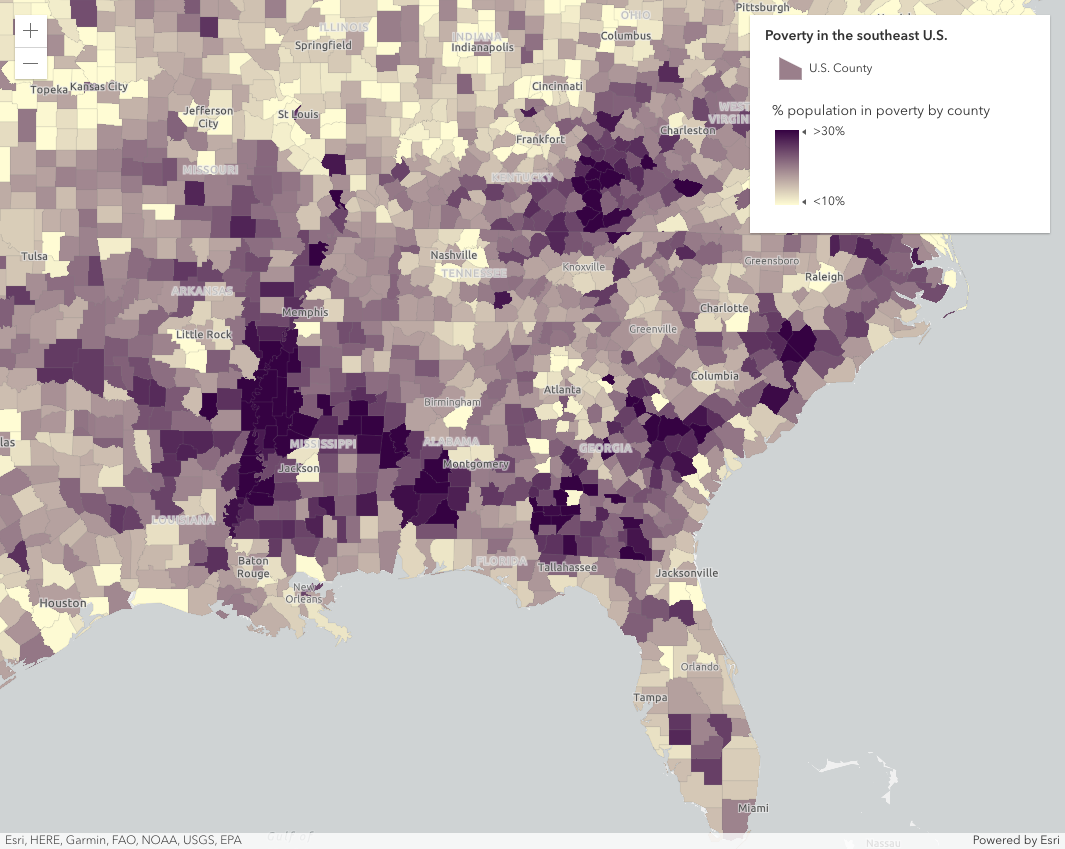 Pittsburgh
OHIO
ILLINOIS
INDIANA
Columbus
Springfield
Indianapolis
+
−
Poverty in the southeast U.S.
U.S. County
% population in poverty by county
>30%
<10%
Topeka
Kansas City
Cincinnati
Jefferson
City
St Louis
WEST
VIRGIN
Charleston
Frankfort
MISSOURI
KENTUCKY
Tulsa
Nashville
TENNESSEE
Knoxville
Greensboro
Raleigh
ARKANSAS
Memphis
Charlotte
Little Rock
Greenville
Columbia
Atlanta
Birmingham
las
MISSISSIPPI
ALABAMA
GEORGIA
Jackson
Montgomery
LOUISIANA
Baton
Rouge
FLORIDA
Tallahassee
Jacksonville
New
Orleans
Houston
Orlando
Tampa
Miami
Gulf of
Nassau
Esri, HERE, Garmin, FAO, NOAA, USGS, EPA
Powered by Esri